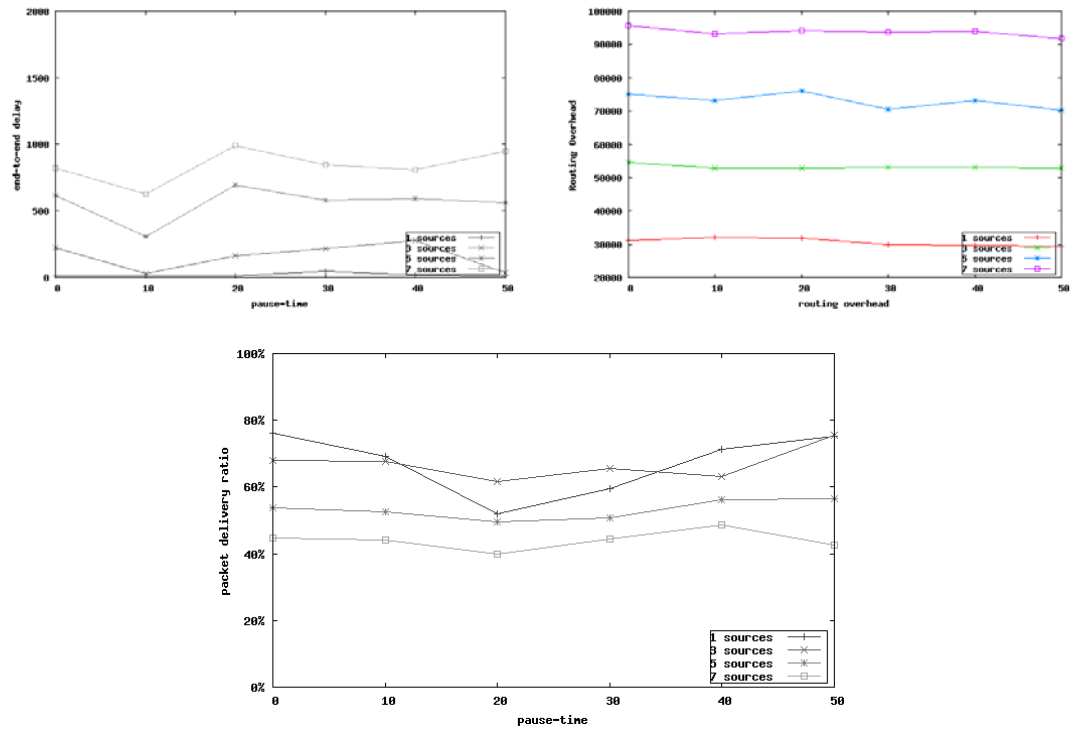 2000
1500
1000
500
0
end-to-end delay
1 sources
3 sources
5 sources
7 sources
0 10 20 30 40 50
pause-time
100000
90000
80000
70000
60000
50000
40000
30000
20000
Routing Overhead
1 sources
3 sources
5 sources
7 sources
0 10 20 30 40 50
routing overhead
100%
80%
60%
40%
20%
0%
packet delivery ratio
1 sources
3 sources
5 sources
7 sources
0 10 20 30 40 50
pause-time